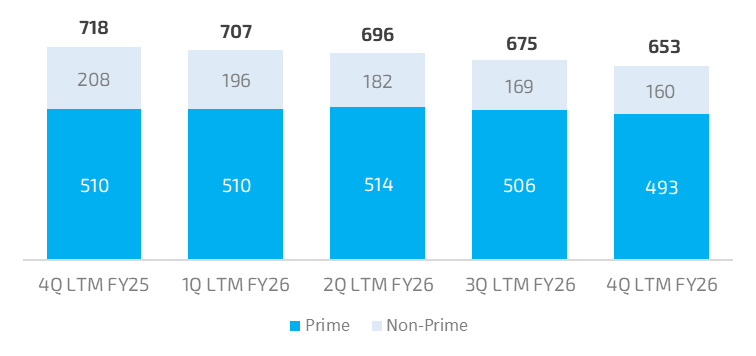 718 707 696 675 653
208 196 182 169 160
510 510 514 506 493
4Q LTM FY25 1Q LTM FY26 2Q LTM FY26 3Q LTM FY26 4Q LTM FY26
Prime Non-Prime